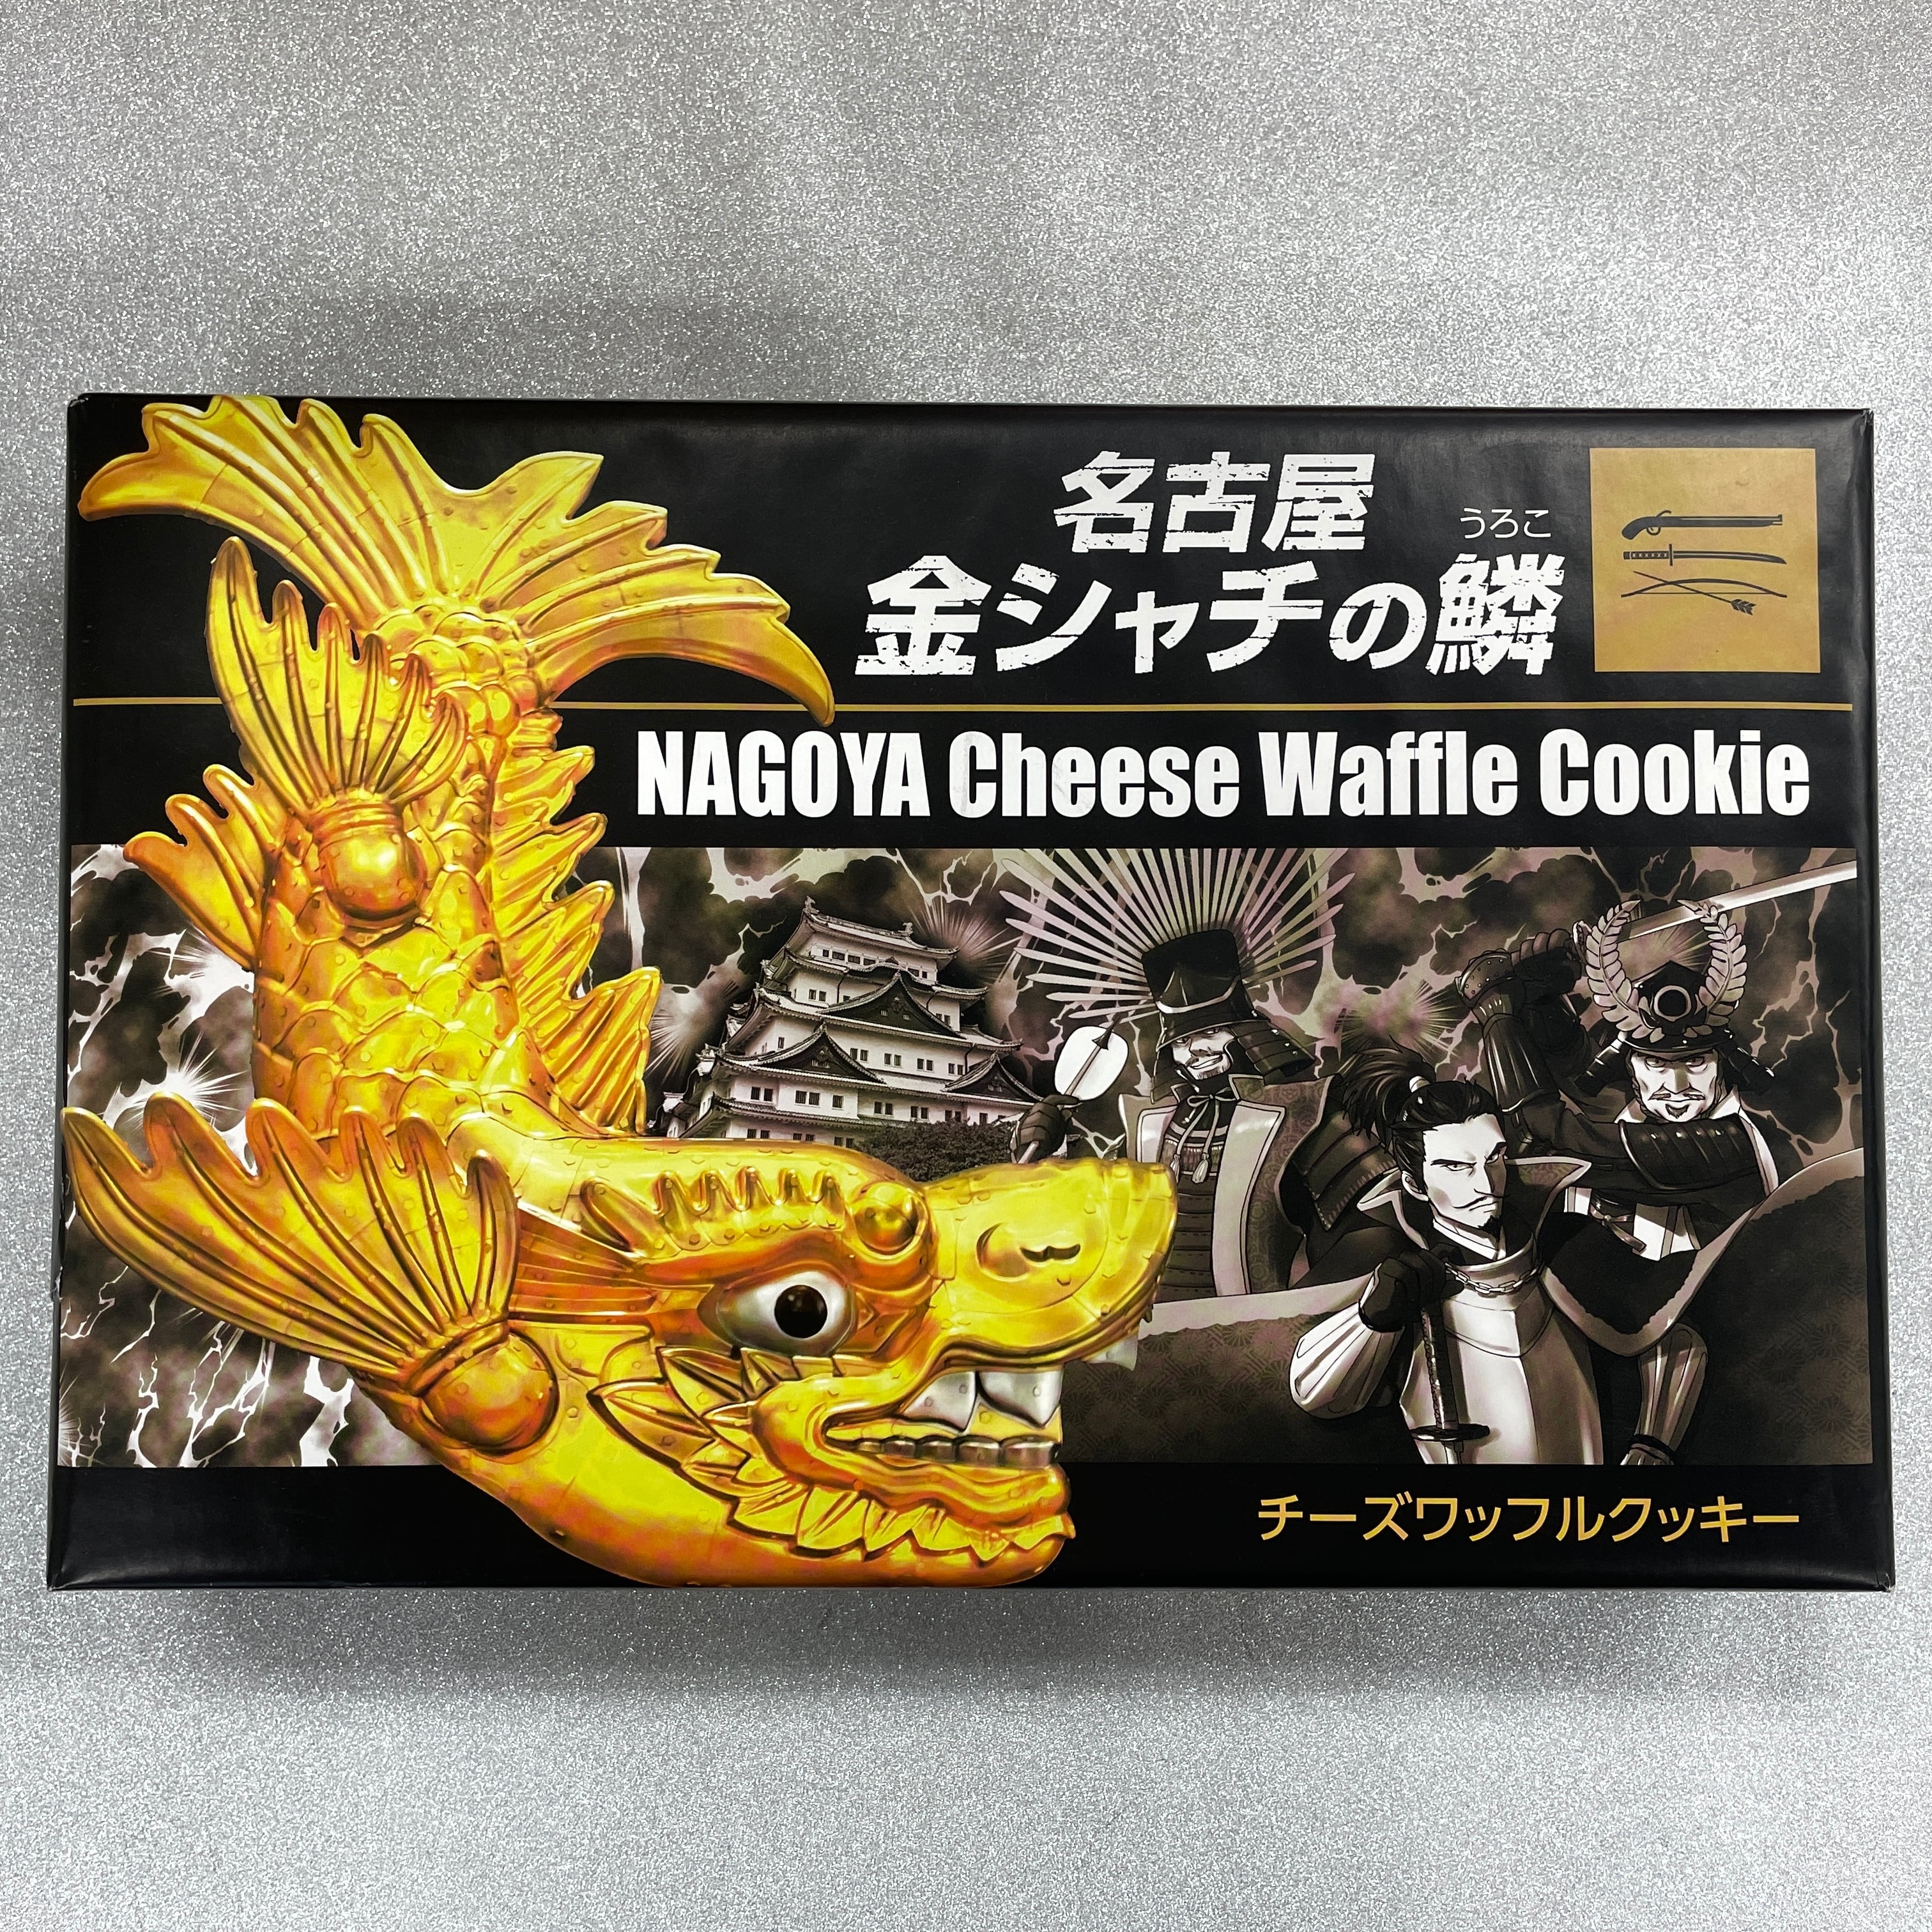 名古屋
うろこ
金シャチの鱗
NAGOYA Cheese Waffle Cookie
チーズワッフルクッキー